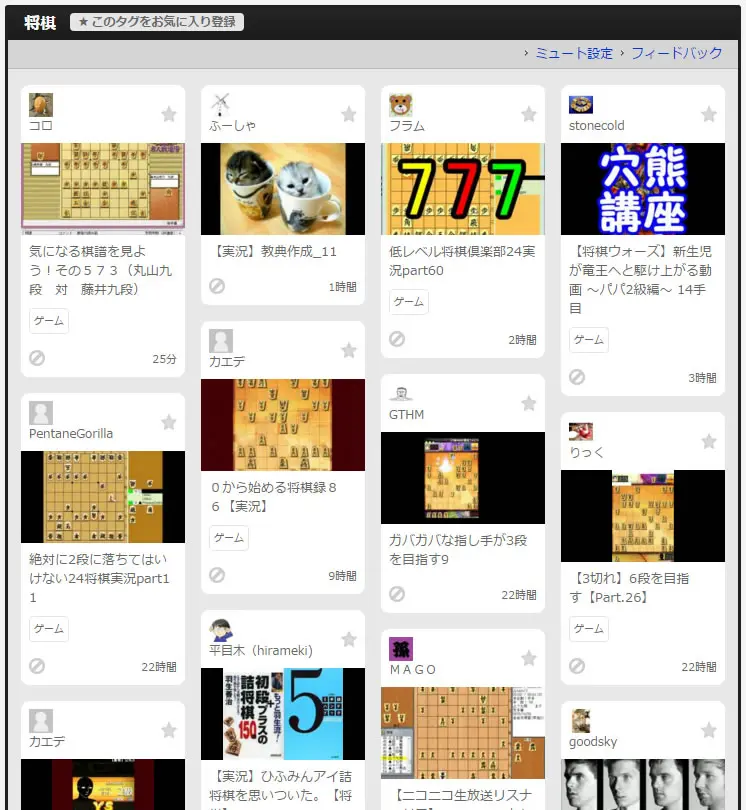 将棋
★ このタグをお気に入り登録
› ミュート設定 › フィードバック
コロ
気になる棋譜を見よ
う！その５７３（丸山九
段　対　藤井九段）
ゲーム
25分
PentaneGorilla
絶対に2段に落ちてはい
けない24将棋実況part1
1
ゲーム
22時間
カエデ
VS
ふーしゃ
【実況】教典作成_11
1時間
カエデ
０から始める将棋録８
６【実況】
ゲーム
9時間
平目木（hirameki）
もっと羽生流！
初段+プラスの
詰将棋
150
羽生善治
5
【実況】ひふみんアイ詰
将棋を思いついた。【将
フラム
777
低レベル将棋倶楽部24実
況part60
ゲーム
2時間
GTHM
ガバガバな指し手が3段
を目指す9
22時間
孫
ＭＡＧＯ
【ニコニコ生放送リスナ
stonecold
穴熊
講座
【将棋ウォーズ】新生児
が竜王へと駆け上がる動
画 ～パパ2級編～ 14手
目
ゲーム
3時間
りっく
【3切れ】6段を目指
す【Part.26】
ゲーム
22時間
goodsky